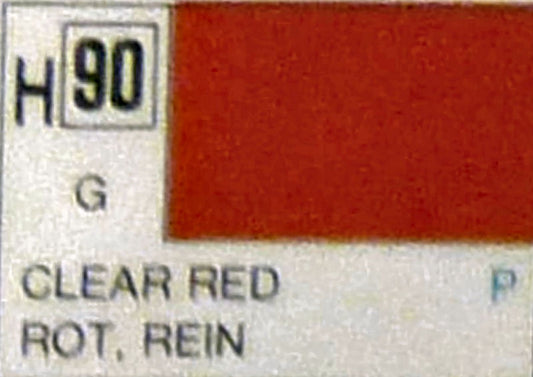 H 90
G
CLEAR RED P
ROT, REIN